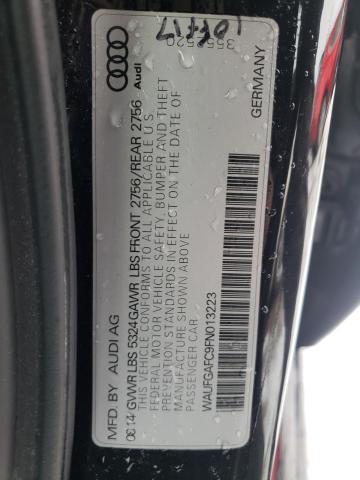 MFD. BY AUDI AG
08.14 GVWR LBS 5324 GAWR LBS FRONT 2756/REAR 2756
THIS VEHICLE CONFORMS TO ALL APPLICABLE U S
FEDERAL MOTOR VEHICLE SAFETY, BUMPER AND THEFT
PREVENTION STANDARDS IN EFFECT ON THE DATE OF
MANUFACTURE SHOWN ABOVE.
PASSENGER CAR
WAUFGAFC9FN013223
GERMANY
Audi